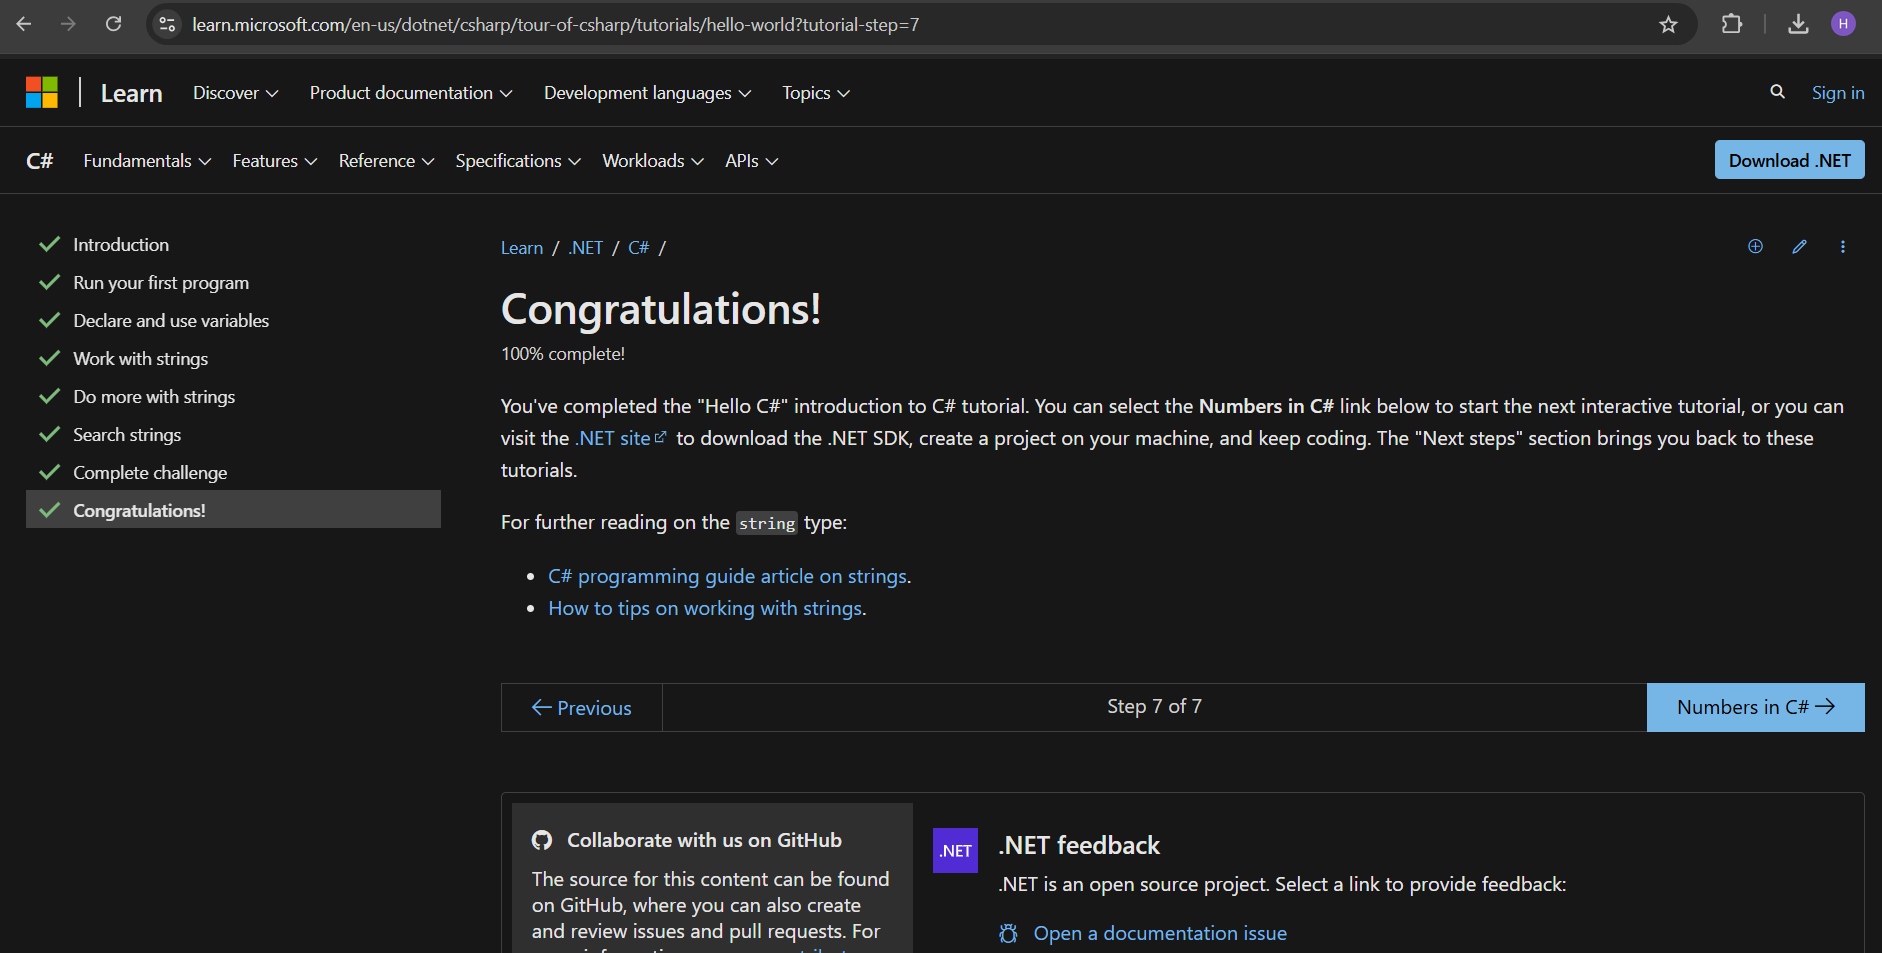 learn.microsoft.com/en-us/dotnet/csharp/tour-of-csharp/tutorials/hello-world?tutorial-step=7
H
Learn
Discover
Product documentation
Development languages
Topics
Sign in
C#
Fundamentals
Features
Reference
Specifications
Workloads
APIs
Download .NET
Introduction
Run your first program
Declare and use variables
Work with strings
Do more with strings
Search strings
Complete challenge
Congratulations!
Learn / .NET / C# /
Congratulations!
100% complete!
You've completed the "Hello C#" introduction to C# tutorial. You can select the Numbers in C# link below to start the next interactive tutorial, or you can
visit the .NET site to download the .NET SDK, create a project on your machine, and keep coding. The "Next steps" section brings you back to these
tutorials.
For further reading on the string type:
C# programming guide article on strings.
How to tips on working with strings.
Previous
Step 7 of 7
Numbers in C#
Collaborate with us on GitHub
The source for this content can be found
on GitHub, where you can also create
and review issues and pull requests. For
.NET
.NET feedback
.NET is an open source project. Select a link to provide feedback:
Open a documentation issue